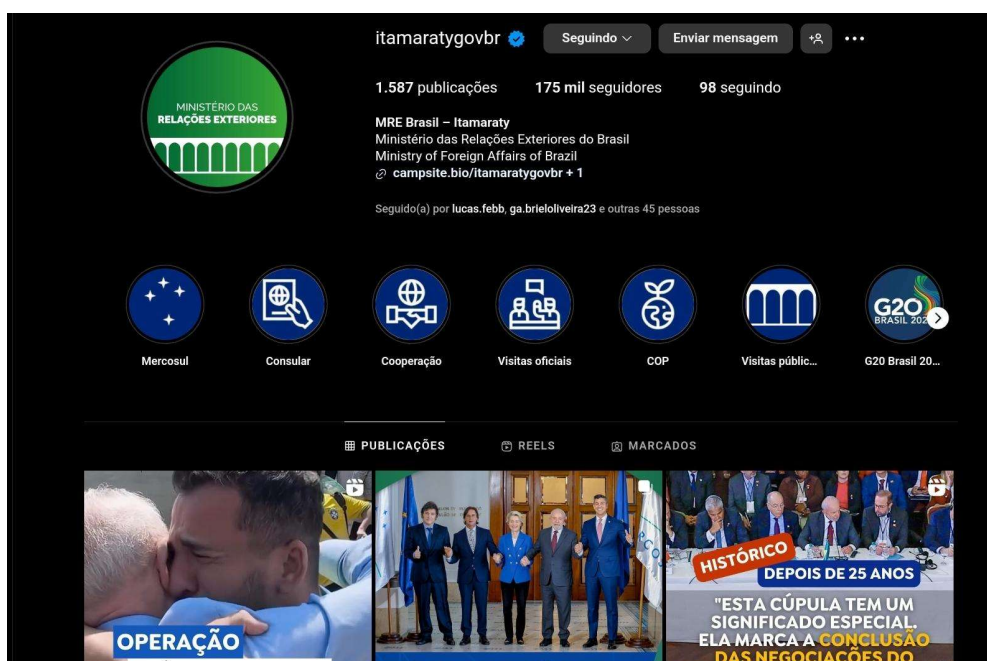 itamaratygovbr
Seguindo
Enviar mensagem
1.587 publicações 175 mil seguidores 98 seguindo
MRE Brasil – Itamaraty
Ministério das Relações Exteriores do Brasil
Ministry of Foreign Affairs of Brazil
campsite.bio/itamaratygovbr + 1
Seguido(a) por lucas.febb, ga.brieloliveira23 e outras 45 pessoas
MINISTÉRIO DAS
RELAÇÕES EXTERIORES
G20
BRASIL 202
Mercosul
Consular
Cooperação
Visitas oficiais
COP
Visitas públic...
G20 Brasil 20...
PUBLICAÇÕES
REELS
MARCADOS
OPERAÇÃO
HISTÓRICO
DEPOIS DE 25 ANOS
"ESTA CÚPULA TEM UM
SIGNIFICADO ESPECIAL.
ELA MARCA A CONCLUSÃO
DAS NEGOCIAÇÕES DO